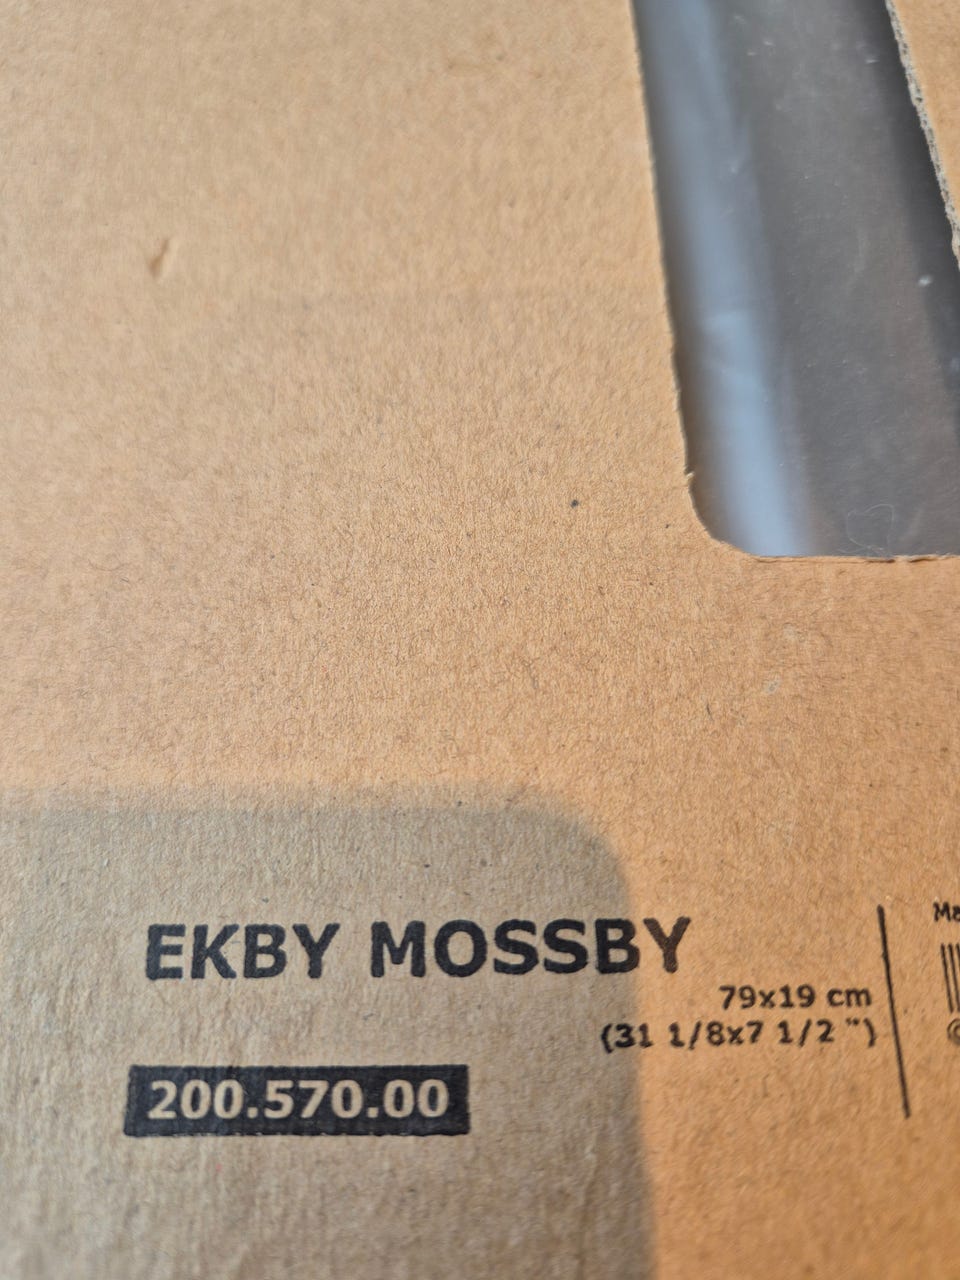 EKBY MOSSBY
79x19 cm
(31 1/8x7 1/2 ")
200.570.00